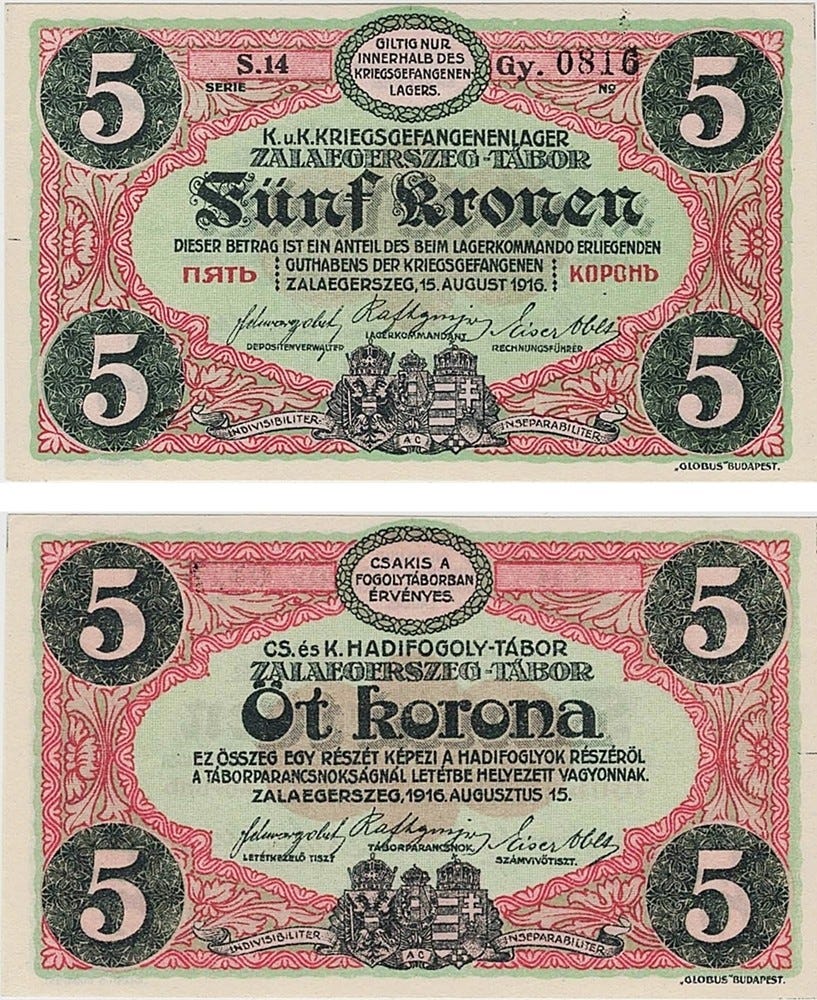 5
S.14
SERIE
GILTIG NUR
INNERHALB DES
KRIEGSGEFANGENEN-
LAGERS.
Gy. 0816
No
5
K.u.K.KRIEGSGEFANGENENLAGER
ZALAEGERSZEG-TÁBOR
Fünf Kronen
DIESER BETRAG IST EIN ANTEIL DES BEIM LAGERKOMMANDO ERLIEGENDEN
ПЯТЬ
GUTHABENS DER KRIEGSGEFANGENEN
КОРОНЬ
ZALAEGERSZEG, 15. AUGUST 1916.
DEPOSITENVERWALTER
LAGERKOMMANDANT
RECHNUNGSFÜHRER
5
5
INDIVISIBILITER
AC
INSEPARABILITER
„GLOBUS" BUDAPEST.
5
CSAKIS A
FOGOLYTÁBORBAN
ÉRVÉNYES.
5
CS. és K. HADIFOGOLY-TÁBOR
ZALAEGERSZEG-TÁBOR
Öt korona
EZ ÖSSZEG EGY RÉSZÉT KÉPEZI A HADIFOGLYOK RÉSZÉRÖL
A TÁBORPARANCSNOKSÁGNÁL LETÉTBE HELYEZETT VAGYONNAK.
ZALAEGERSZEG, 1916. AUGUSZTUS 15.
LETÉTKEZELŐ TISZT
TÁBORPARANCSNOK
SZÁMVIVŐTISZT.
5
5
INDIVISIBILITER
AC
INSEPARABILITER
„GLOBUS" BUDAPEST.